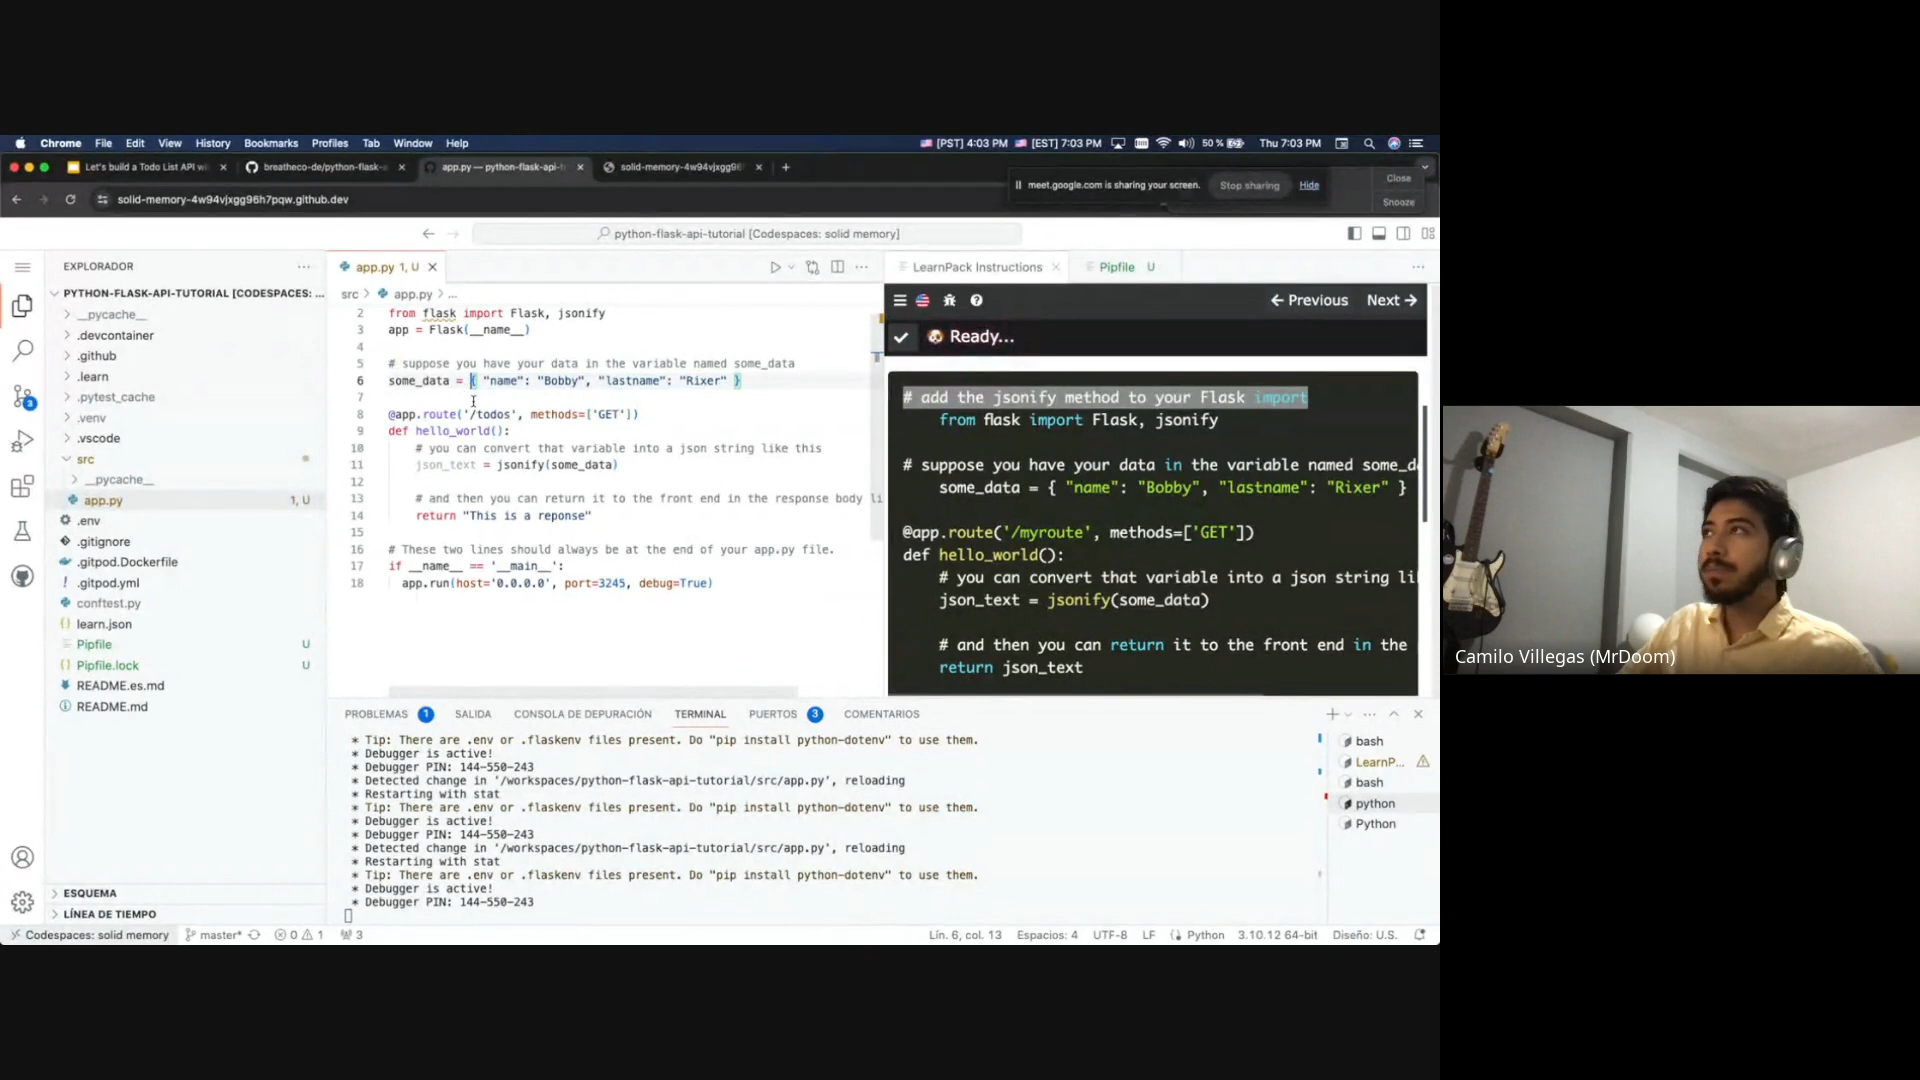 Chrome File Edit View History Bookmarks Profiles Tab Window Help
[PST] 4:03 PM [EST] 7:03 PM 50 % Thu 7:03 PM
Let's build a Todo List API wi
breatheco-de/python-flask-a
app.py — python-flask-api-t
solid-memory-4w94vjxgg96
meet.google.com is sharing your screen. Stop sharing Hide
Close
Snooze
solid-memory-4w94vjxgg96h7pqw.github.dev
python-flask-api-tutorial [Codespaces: solid memory]
EXPLORADOR
PYTHON-FLASK-API-TUTORIAL [CODESPACES: ...
__pycache__
.devcontainer
.github
.learn
.pytest_cache
.venv
.vscode
src
__pycache__
app.py 1, U
.env
.gitignore
.gitpod.Dockerfile
.gitpod.yml
conftest.py
learn.json
Pipfile U
Pipfile.lock U
README.es.md
README.md
ESQUEMA
LÍNEA DE TIEMPO
3
app.py 1, U
src > app.py > ...
2 from flask import Flask, jsonify
3 app = Flask(__name__)
4
5 # suppose you have your data in the variable named some_data
6 some_data = { "name": "Bobby", "lastname": "Rixer" }
7
8 @app.route('/todos', methods=['GET'])
9 def hello_world():
10 # you can convert that variable into a json string like this
11 json_text = jsonify(some_data)
12
13 # and then you can return it to the front end in the response body li
14 return "This is a reponse"
15
16 # These two lines should always be at the end of your app.py file.
17 if __name__ == '__main__':
18 app.run(host='0.0.0.0', port=3245, debug=True)
LearnPack Instructions
Pipfile U
Previous Next
Ready...
# add the jsonify method to your Flask import
from flask import Flask, jsonify
# suppose you have your data in the variable named some_d
some_data = { "name": "Bobby", "lastname": "Rixer" }
@app.route('/myroute', methods=['GET'])
def hello_world():
# you can convert that variable into a json string li
json_text = jsonify(some_data)
# and then you can return it to the front end in the
return json_text
PROBLEMAS 1 SALIDA CONSOLA DE DEPURACIÓN TERMINAL PUERTOS 3 COMENTARIOS
* Tip: There are .env or .flaskenv files present. Do "pip install python-dotenv" to use them.
* Debugger is active!
* Debugger PIN: 144-550-243
* Detected change in '/workspaces/python-flask-api-tutorial/src/app.py', reloading
* Restarting with stat
* Tip: There are .env or .flaskenv files present. Do "pip install python-dotenv" to use them.
* Debugger is active!
* Debugger PIN: 144-550-243
* Detected change in '/workspaces/python-flask-api-tutorial/src/app.py', reloading
* Restarting with stat
* Tip: There are .env or .flaskenv files present. Do "pip install python-dotenv" to use them.
* Debugger is active!
* Debugger PIN: 144-550-243
bash
LearnP...
bash
python
Python
Codespaces: solid memory master* 0 1 3
Lín. 6, col. 13 Espacios: 4 UTF-8 LF Python 3.10.12 64-bit Diseño: U.S.
Camilo Villegas (MrDoom)